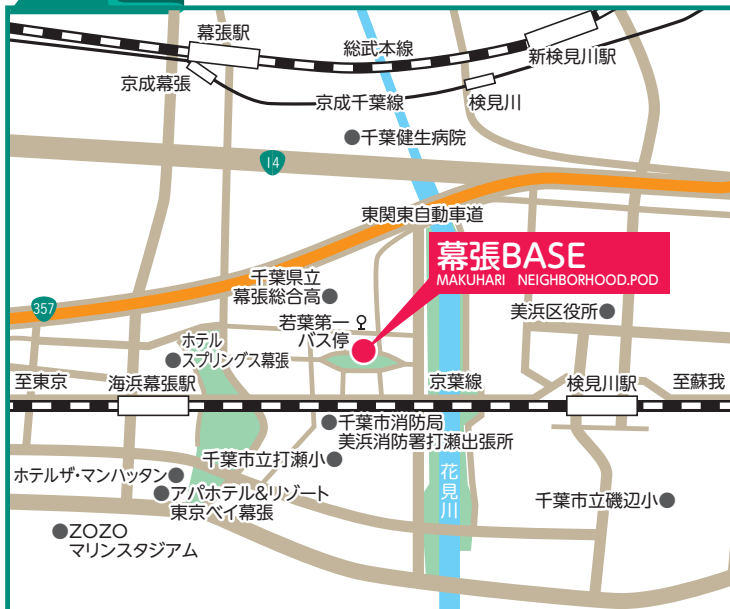 幕張駅
総武本線
新検見川駅
京成幕張
京成千葉線
検見川
千葉健生病院
14
東関東自動車道
幕張BASE
MAKUHARI NEIGHBORHOOD.POD
千葉県立
幕張総合高
357
若葉第一
バス停
美浜区役所
ホテル
スプリングス幕張
至東京
海浜幕張駅
京葉線
検見川駅
至蘇我
千葉市消防局
美浜消防署打瀬出張所
千葉市立打瀬小
ホテルザ・マンハッタン
アパホテル&リゾート
東京ベイ幕張
花見川
千葉市立磯辺小
ZOZO
マリンスタジアム